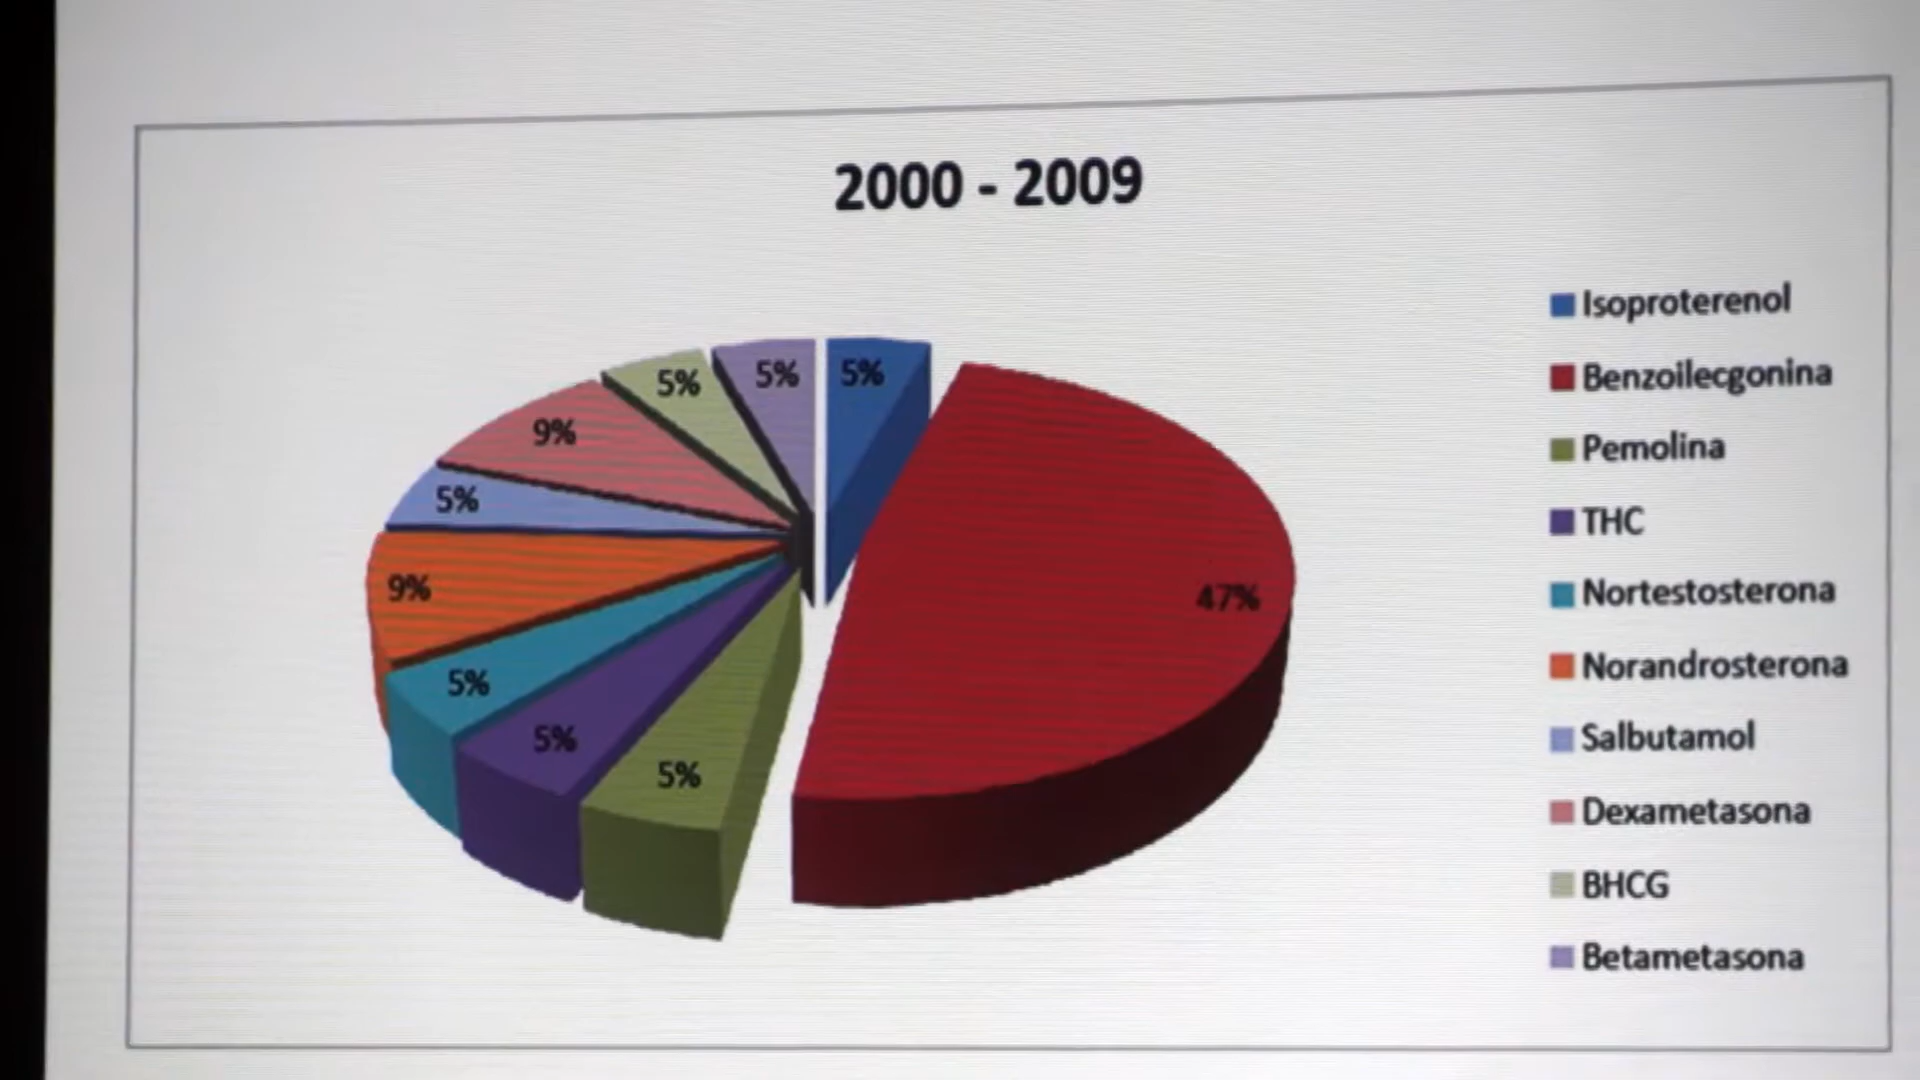 2000 - 2009
5%
47%
5%
5%
5%
9%
5%
9%
5%
5%
Isoproterenol
Benzoilecgonina
Pemolina
THC
Nortestosterona
Norandrosterona
Salbutamol
Dexametasona
BHCG
Betametasona